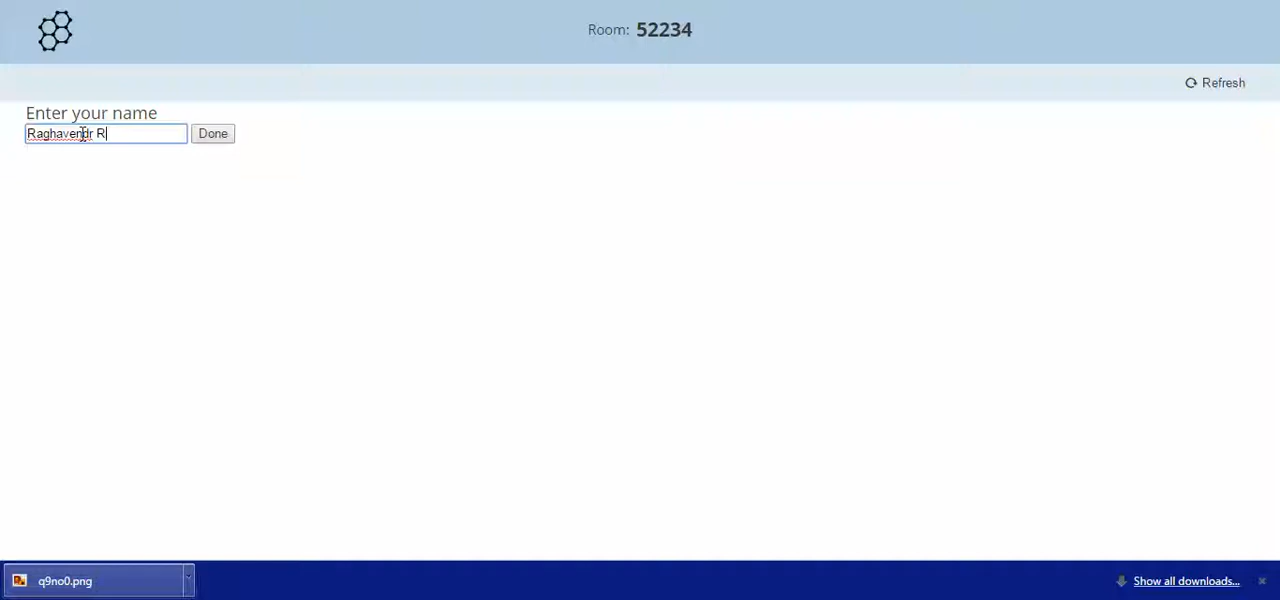 Room: 52234
Refresh
Enter your name
Raghavendr R
Done
q9no0.png
Show all downloads...